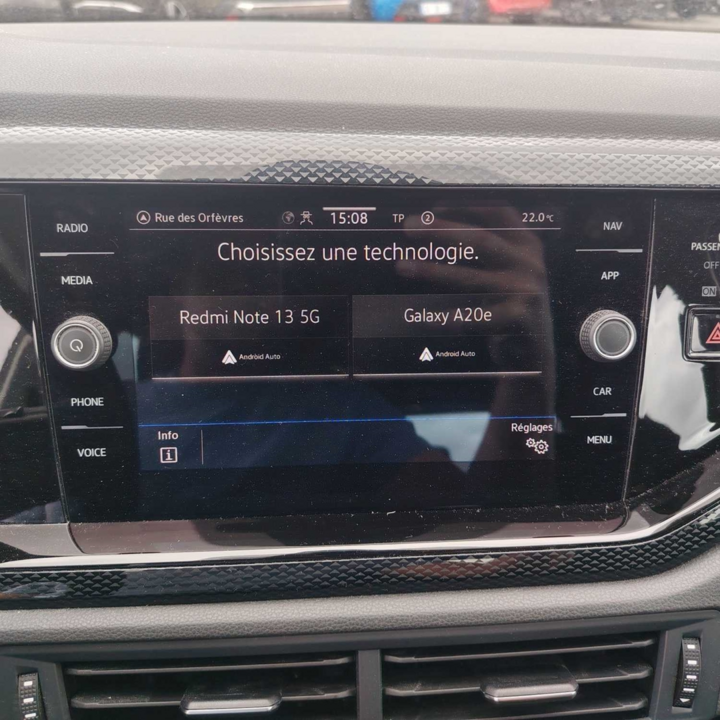 Rue des Orfèvres 15:08 TP 2 22.0°C
RADIO
NAV
Choisissez une technologie.
MEDIA
APP
Redmi Note 13 5G
Galaxy A20e
Android Auto
Android Auto
PHONE
CAR
Info
Réglages
VOICE
MENU
OFF
ON